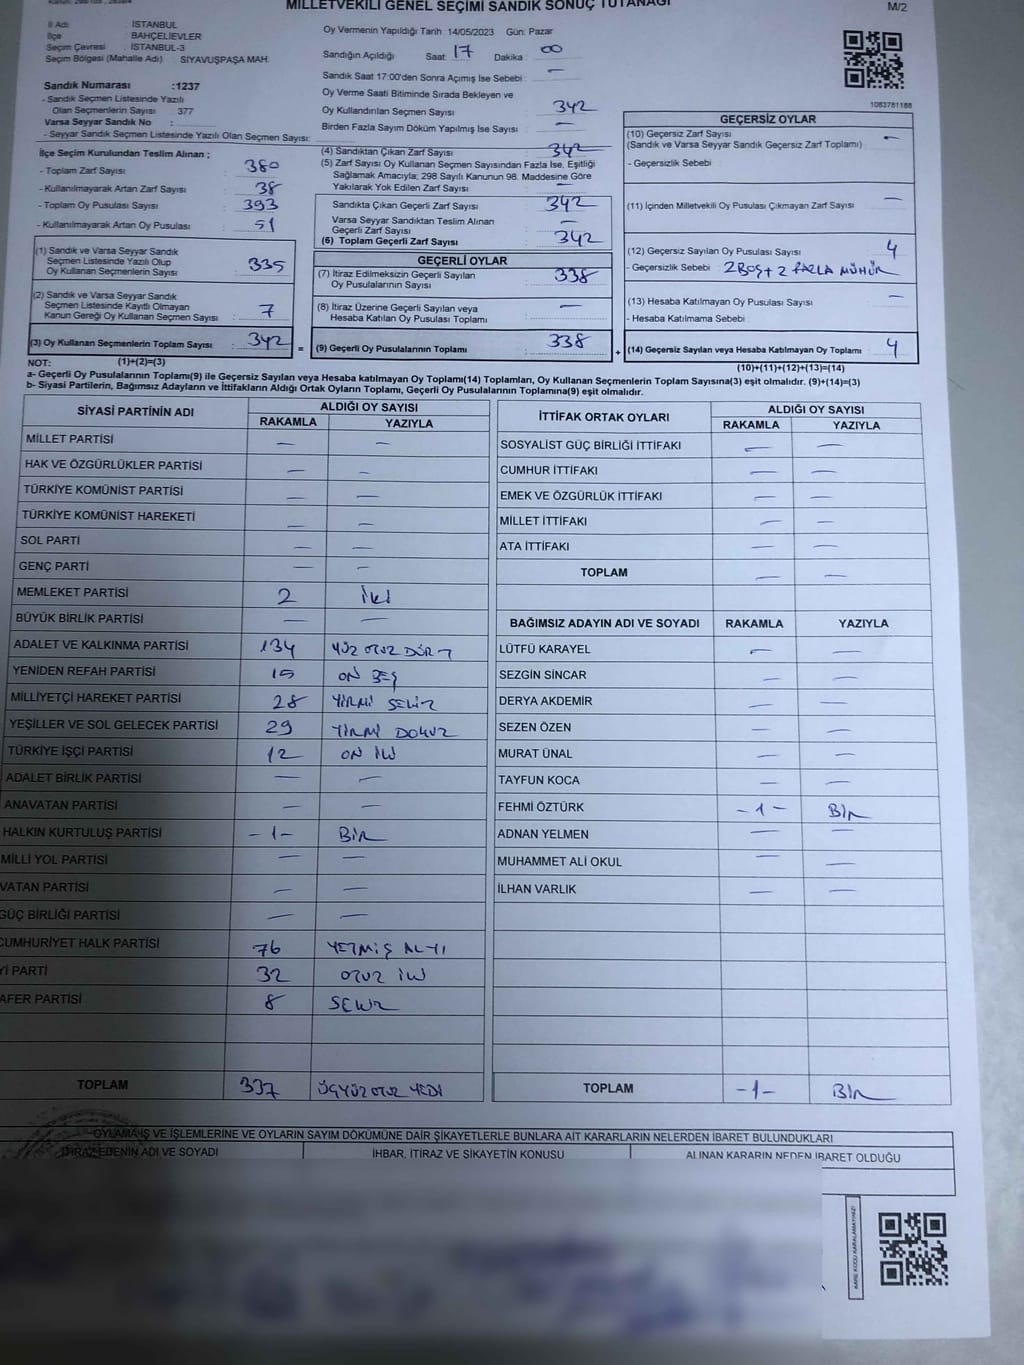 MİLLETVEKİLİ GENEL SEÇİMİ SANDIK SONUÇ TUTANAĞI
M/2
İl Adı : İSTANBUL
İlçe : BAHÇELİEVLER
Seçim Çevresi : İSTANBUL-3
Seçim Bölgesi (Mahalle Adı) : SİYAVUŞPAŞA MAH.
Sandık Numarası :1237
- Sandık Seçmen Listesinde Yazılı
Olan Seçmenlerin Sayısı : 377
Varsa Seyyar Sandık No :
- Seyyar Sandık Seçmen Listesinde Yazılı Olan Seçmen Sayısı:
Oy Vermenin Yapıldığı Tarih : 14/05/2023 Gün: Pazar
Sandığın Açıldığı Saat : 17 Dakika : 00
Sandık Saat 17:00'den Sonra Açımış İse Sebebi : —
Oy Verme Saati Bitiminde Sırada Bekleyen ve
Oy Kullandırılan Seçmen Sayısı : 342
Birden Fazla Sayım Döküm Yapılmış İse Sayısı : —
1083781188
İlçe Seçim Kurulundan Teslim Alınan ;
- Toplam Zarf Sayısı : 380
- Kullanılmayarak Artan Zarf Sayısı : 38
- Toplam Oy Pusulası Sayısı : 393
- Kullanılmayarak Artan Oy Pusulası : 51
(1) Sandık ve Varsa Seyyar Sandık
Seçmen Listesinde Yazılı Olup
Oy Kullanan Seçmenlerin Sayısı : 335
(2) Sandık ve Varsa Seyyar Sandık
Seçmen Listesinde Kayıtlı Olmayan
Kanun Gereği Oy Kullanan Seçmen Sayısı : 7
(3) Oy Kullanan Seçmenlerin Toplam Sayısı : 342
(4) Sandıktan Çıkan Zarf Sayısı : 342
(5) Zarf Sayısı Oy Kullanan Seçmen Sayısından Fazla İse, Eşitliği
Sağlamak Amacıyla; 298 Sayılı Kanunun 98. Maddesine Göre
Yakılarak Yok Edilen Zarf Sayısı : —
Sandıkta Çıkan Geçerli Zarf Sayısı : 342
Varsa Seyyar Sandıktan Teslim Alınan
Geçerli Zarf Sayısı : —
(6) Toplam Geçerli Zarf Sayısı : 342
GEÇERLİ OYLAR
(7) İtiraz Edilmeksizin Geçerli Sayılan
Oy Pusulalarının Sayısı : 338
(8) İtiraz Üzerine Geçerli Sayılan veya
Hesaba Katılan Oy Pusulası Toplamı : —
= (9) Geçerli Oy Pusulalarının Toplamı : 338
GEÇERSİZ OYLAR
(10) Geçersiz Zarf Sayısı : —
(Sandık ve Varsa Seyyar Sandık Geçersiz Zarf Toplamı)
- Geçersizlik Sebebi :
(11) İçinden Milletvekili Oy Pusulası Çıkmayan Zarf Sayısı : —
(12) Geçersiz Sayılan Oy Pusulası Sayısı : 4
- Geçersizlik Sebebi : 2 BOŞ + 2 FAZLA MÜHÜR
(13) Hesaba Katılmayan Oy Pusulası Sayısı : —
- Hesaba Katılmama Sebebi :
+ (14) Geçersiz Sayılan veya Hesaba Katılmayan Oy Toplamı : 4
NOT: (1)+(2)=(3)
(10)+(11)+(12)+(13)=(14)
a- Geçerli Oy Pusulalarının Toplamı(9) ile Geçersiz Sayılan veya Hesaba katılmayan Oy Toplamı(14) Toplamları, Oy Kullanan Seçmenlerin Toplam Sayısına(3) eşit olmalıdır. (9)+(14)=(3)
b- Siyasi Partilerin, Bağımsız Adayların ve İttifakların Aldığı Ortak Oyların Toplamı, Geçerli Oy Pusulalarının Toplamına(9) eşit olmalıdır.
SİYASİ PARTİNİN ADI ALDIĞI OY SAYISI
RAKAMLA YAZIYLA
MİLLET PARTİSİ — —
HAK VE ÖZGÜRLÜKLER PARTİSİ — —
TÜRKİYE KOMÜNİST PARTİSİ — —
TÜRKİYE KOMÜNİST HAREKETİ — —
SOL PARTİ — —
GENÇ PARTİ — —
MEMLEKET PARTİSİ 2 İki
BÜYÜK BİRLİK PARTİSİ — —
ADALET VE KALKINMA PARTİSİ 134 YÜZ OTUZ DÖRT
YENİDEN REFAH PARTİSİ 15 ON BEŞ
MİLLİYETÇİ HAREKET PARTİSİ 28 YİRMİ SEKİZ
YEŞİLLER VE SOL GELECEK PARTİSİ 29 YİRMİ DOKUZ
TÜRKİYE İŞÇİ PARTİSİ 12 ON İKİ
ADALET BİRLİK PARTİSİ — —
ANAVATAN PARTİSİ — —
HALKIN KURTULUŞ PARTİSİ -1- BİR
MİLLİ YOL PARTİSİ — —
VATAN PARTİSİ — —
GÜÇ BİRLİĞİ PARTİSİ — —
CUMHURİYET HALK PARTİSİ 76 YETMİŞ ALTI
Yİ PARTİ 32 OTUZ İKİ
AFER PARTİSİ 8 SEKİZ
TOPLAM 337 ÜÇYÜZ OTUZ YEDİ
İTTİFAK ORTAK OYLARI ALDIĞI OY SAYISI
RAKAMLA YAZIYLA
SOSYALİST GÜÇ BİRLİĞİ İTTİFAKI — —
CUMHUR İTTİFAKI — —
EMEK VE ÖZGÜRLÜK İTTİFAKI — —
MİLLET İTTİFAKI — —
ATA İTTİFAKI — —
TOPLAM — —
BAĞIMSIZ ADAYIN ADI VE SOYADI RAKAMLA YAZIYLA
LÜTFÜ KARAYEL — —
SEZGİN SİNCAR — —
DERYA AKDEMİR — —
SEZEN ÖZEN — —
MURAT ÜNAL — —
TAYFUN KOCA — —
FEHMİ ÖZTÜRK -1- BİR
ADNAN YELMEN — —
MUHAMMET ALİ OKUL — —
İLHAN VARLIK — —
TOPLAM -1- BİR
OYLAMA İŞ VE İŞLEMLERİNE VE OYLARIN SAYIM DÖKÜMÜNE DAİR ŞİKAYETLERLE BUNLARA AİT KARARLARIN NELERDEN İBARET BULUNDUKLARI
İTİRAZ EDENİN ADI VE SOYADI İHBAR, İTİRAZ VE ŞİKAYETİN KONUSU ALINAN KARARIN NEDEN İBARET OLDUĞU
KARE KODU KARALAMAYINIZ!